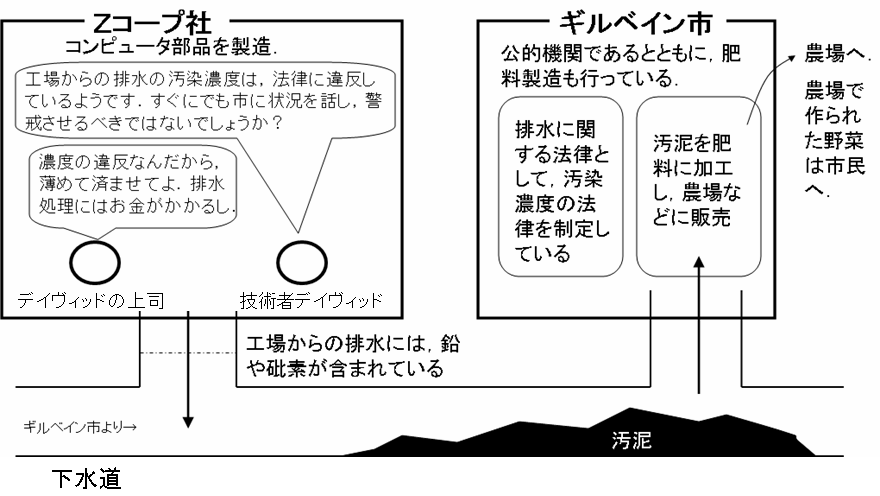 Zコープ社
コンピュータ部品を製造.
工場からの排水の汚染濃度は，法律に違反し
ているようです．すぐにでも市に状況を話し，警
戒させるべきではないでしょうか？
濃度の違反なんだから，
薄めて済ませてよ．排水
処理にはお金がかかるし．
デイヴィッドの上司
技術者デイヴィッド
ギルベイン市
公的機関であるとともに，肥
料製造も行っている．
排水に関
する法律と
して，汚染
濃度の法
律を制定し
ている
汚泥を肥
料に加工
し，農場な
どに販売
農場へ．
農場で
作られ
た野菜
は市民
へ．
工場からの排水には，鉛
や砒素が含まれている
ギルベイン市より→
汚泥
下水道